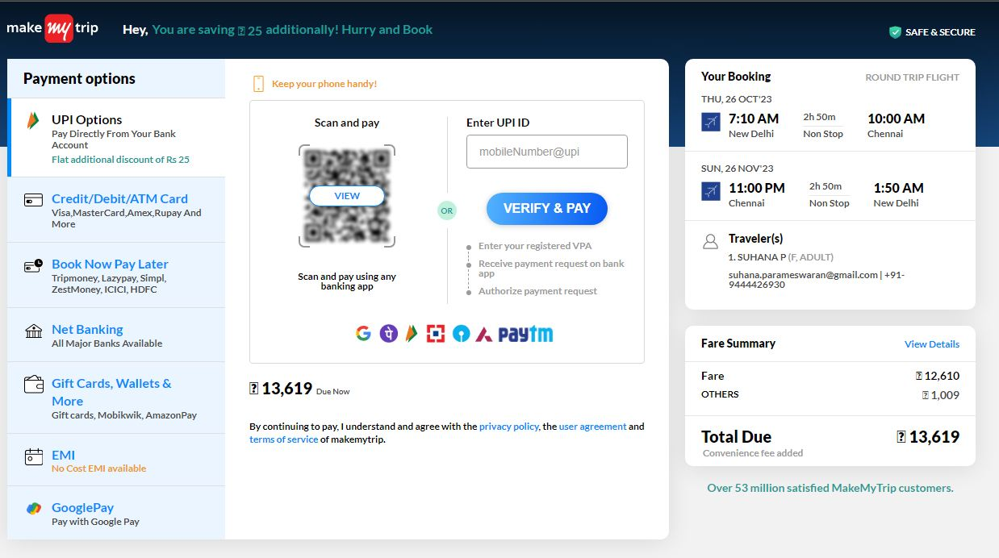 make my trip
Hey, You are saving 25 additionally! Hurry and Book
SAFE & SECURE
Payment options
UPI Options
Pay Directly From Your Bank
Account
Flat additional discount of Rs 25
Credit/Debit/ATM Card
Visa,MasterCard,Amex,Rupay And
More
Book Now Pay Later
Tripmoney, Lazypay, Simpl,
ZestMoney, ICICI, HDFC
Net Banking
All Major Banks Available
Gift Cards, Wallets &
More
Gift cards, Mobikwik, AmazonPay
EMI
No Cost EMI available
GooglePay
Pay with Google Pay
Keep your phone handy!
Scan and pay
VIEW
Scan and pay using any
banking app
OR
Enter UPI ID
mobileNumber@upi
VERIFY & PAY
Enter your registered VPA
Receive payment request on bank
app
Authorize payment request
G पे paytm
13,619 Due Now
By continuing to pay, I understand and agree with the privacy policy, the user agreement and
terms of service of makemytrip.
Your Booking
ROUND TRIP FLIGHT
THU, 26 OCT'23
7:10 AM 2h 50m 10:00 AM
New Delhi Non Stop Chennai
SUN, 26 NOV'23
11:00 PM 2h 50m 1:50 AM
Chennai Non Stop New Delhi
Traveler(s)
1. SUHANA P (F, ADULT)
suhana.parameswaran@gmail.com | +91-
9444426930
Fare Summary
View Details
Fare 12,610
OTHERS 1,009
Total Due 13,619
Convenience fee added
Over 53 million satisfied MakeMyTrip customers.